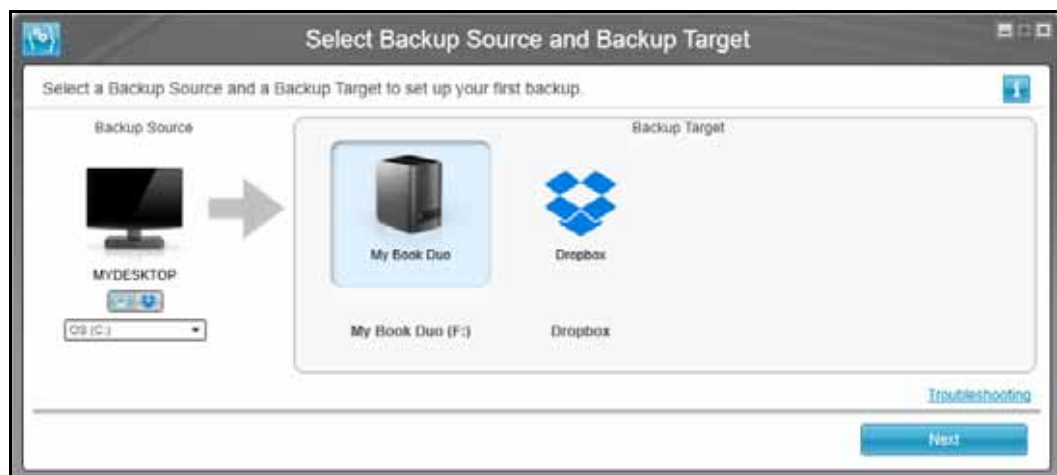 Select Backup Source and Backup Target
Select a Backup Source and a Backup Target to set up your first backup.
Backup Source
Backup Target
MYDESKTOP
OS (C:)
My Book Duo
Dropbox
My Book Duo (F:)
Dropbox
Troubleshooting
Next